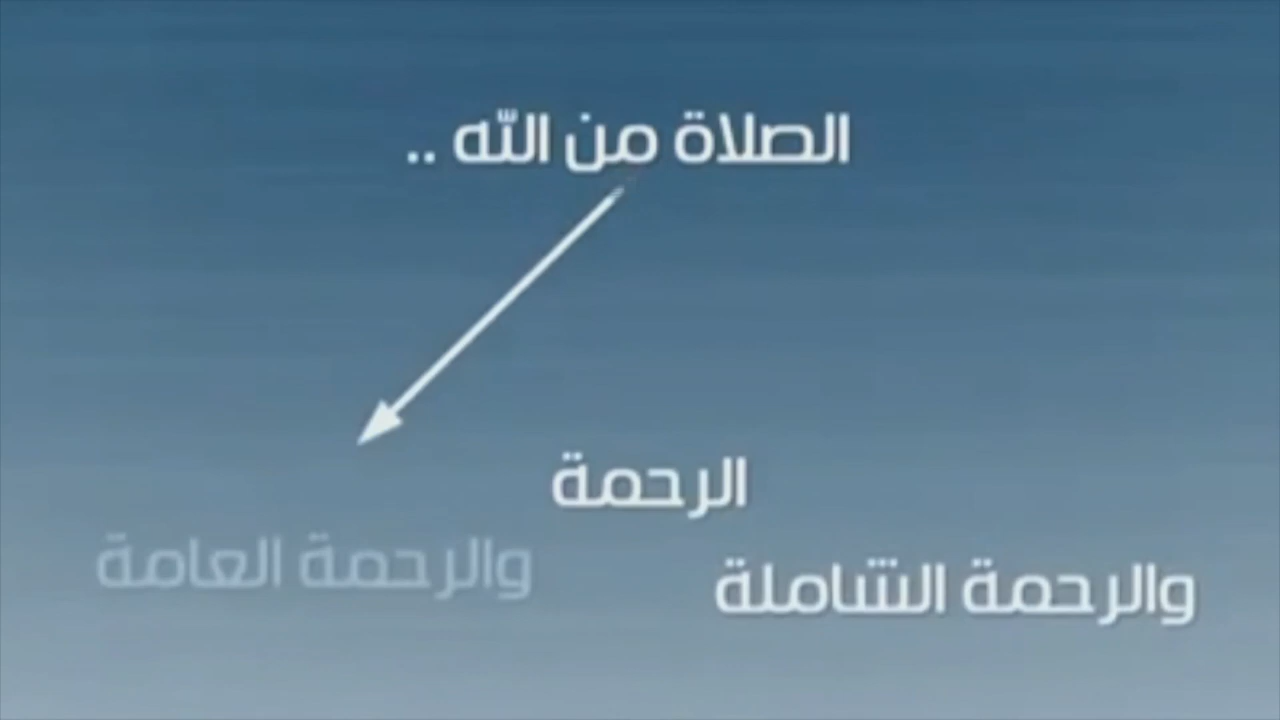 الصلاة من الله ..
الرحمة
والرحمة الشاملة
والرحمة العامة